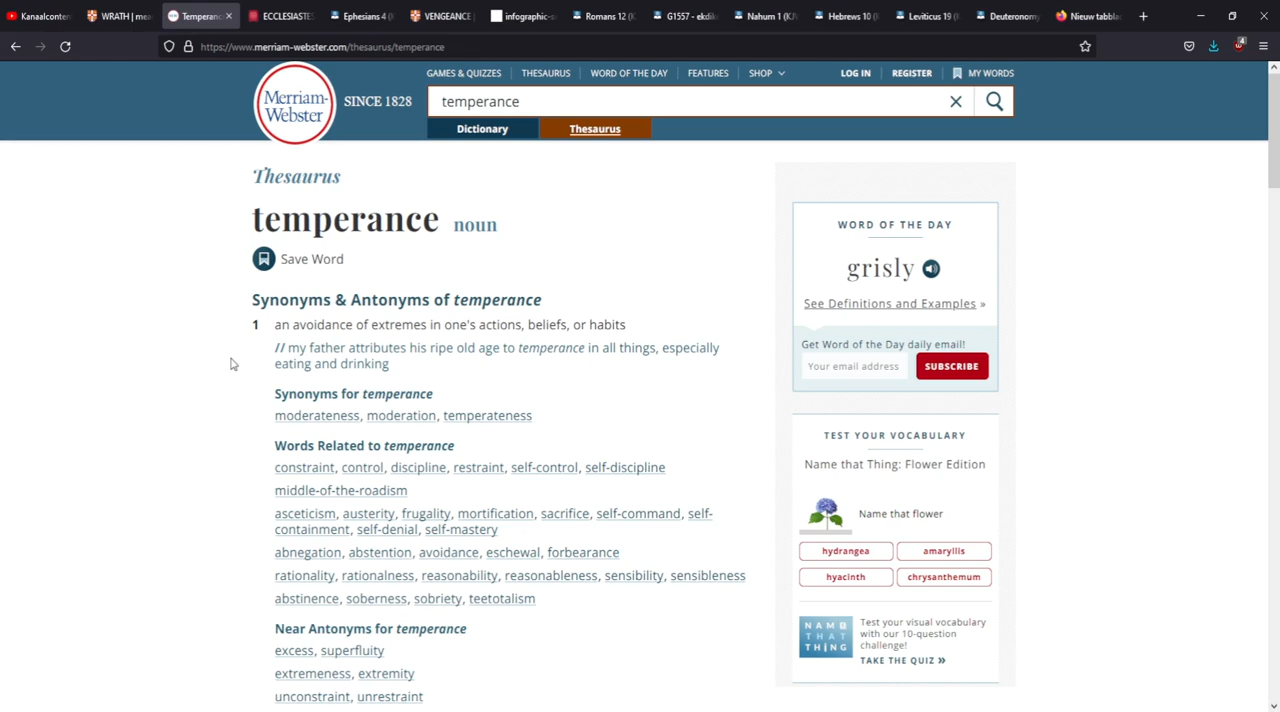 Kanaalconten
WRATH | mea
Temperanc
ECCLESIASTES
Ephesians 4 (K
VENGEANCE |
infographic-s
Romans 12 (K
G1557 - ekdik
Nahum 1 (KJV
Hebrews 10 (K
Leviticus 19 (K
Deuteronomy
Nieuw tabblad
https://www.merriam-webster.com/thesaurus/temperance
4
GAMES & QUIZZES THESAURUS WORD OF THE DAY FEATURES SHOP LOG IN REGISTER MY WORDS
Merriam-
Webster
SINCE 1828
temperance
Dictionary Thesaurus
Thesaurus
temperance noun
Save Word
Synonyms & Antonyms of temperance
1 an avoidance of extremes in one's actions, beliefs, or habits
// my father attributes his ripe old age to temperance in all things, especially
eating and drinking
Synonyms for temperance
moderateness, moderation, temperateness
Words Related to temperance
constraint, control, discipline, restraint, self-control, self-discipline
middle-of-the-roadism
asceticism, austerity, frugality, mortification, sacrifice, self-command, self-
containment, self-denial, self-mastery
abnegation, abstention, avoidance, eschewal, forbearance
rationality, rationalness, reasonability, reasonableness, sensibility, sensibleness
abstinence, soberness, sobriety, teetotalism
Near Antonyms for temperance
excess, superfluity
extremeness, extremity
unconstraint, unrestraint
WORD OF THE DAY
grisly
See Definitions and Examples »
Get Word of the Day daily email!
Your email address SUBSCRIBE
TEST YOUR VOCABULARY
Name that Thing: Flower Edition
Name that flower
hydrangea amaryllis
hyacinth chrysanthemum
NAME
THAT
THING
Test your visual vocabulary
with our 10-question
challenge!
TAKE THE QUIZ »